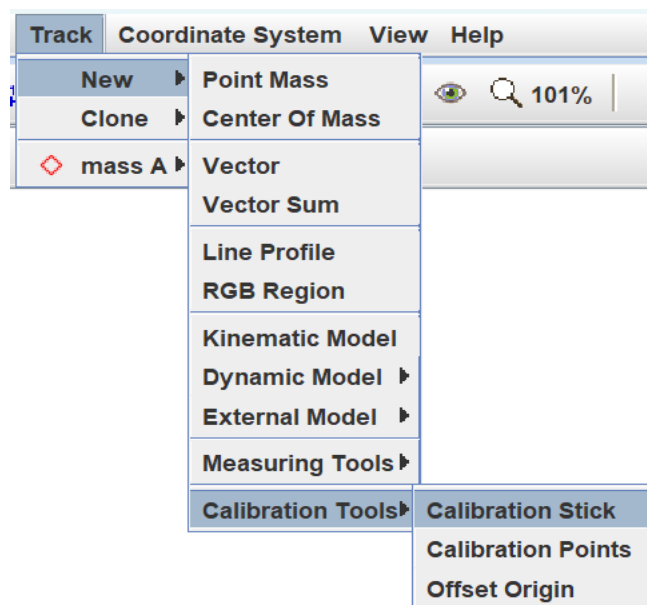 Track Coordinate System View Help
New
Clone
mass A
101%
Point Mass
Center Of Mass
Vector
Vector Sum
Line Profile
RGB Region
Kinematic Model
Dynamic Model
External Model
Measuring Tools
Calibration Tools
Calibration Stick
Calibration Points
Offset Origin